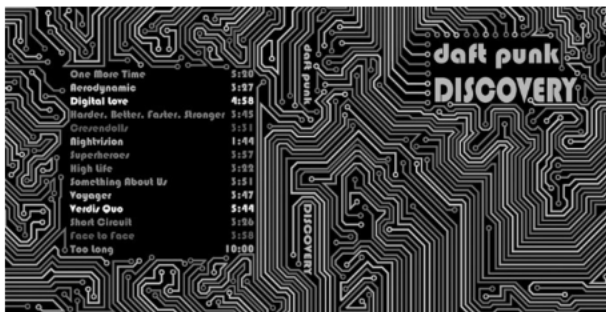 One More Time 5:20
Aerodynamic 3:27
Digital Love 4:58
Harder, Better, Faster, Stronger 3:45
Cresendolls 3:31
Nightvision 1:44
Superheroes 3:57
High Life 3:22
Something About Us 3:51
Voyager 3:47
Verdis Quo 5:44
Short Circuit 3:26
Face to Face 3:58
Too Long 10:00
daft punk
DISCOVERY
daft punk
DISCOVERY